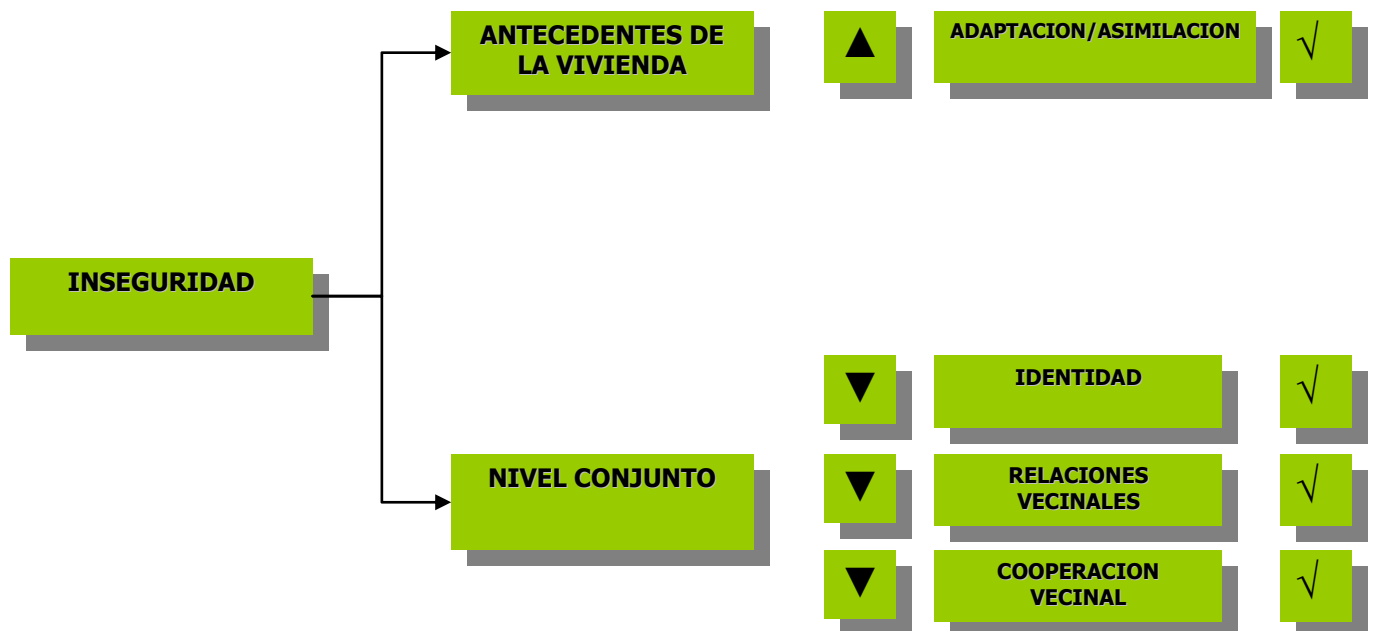 ANTECEDENTES DE
LA VIVIENDA
▲
ADAPTACION/ASIMILACION
√
INSEGURIDAD
▼
IDENTIDAD
√
NIVEL CONJUNTO
▼
RELACIONES
VECINALES
√
▼
COOPERACION
VECINAL
√